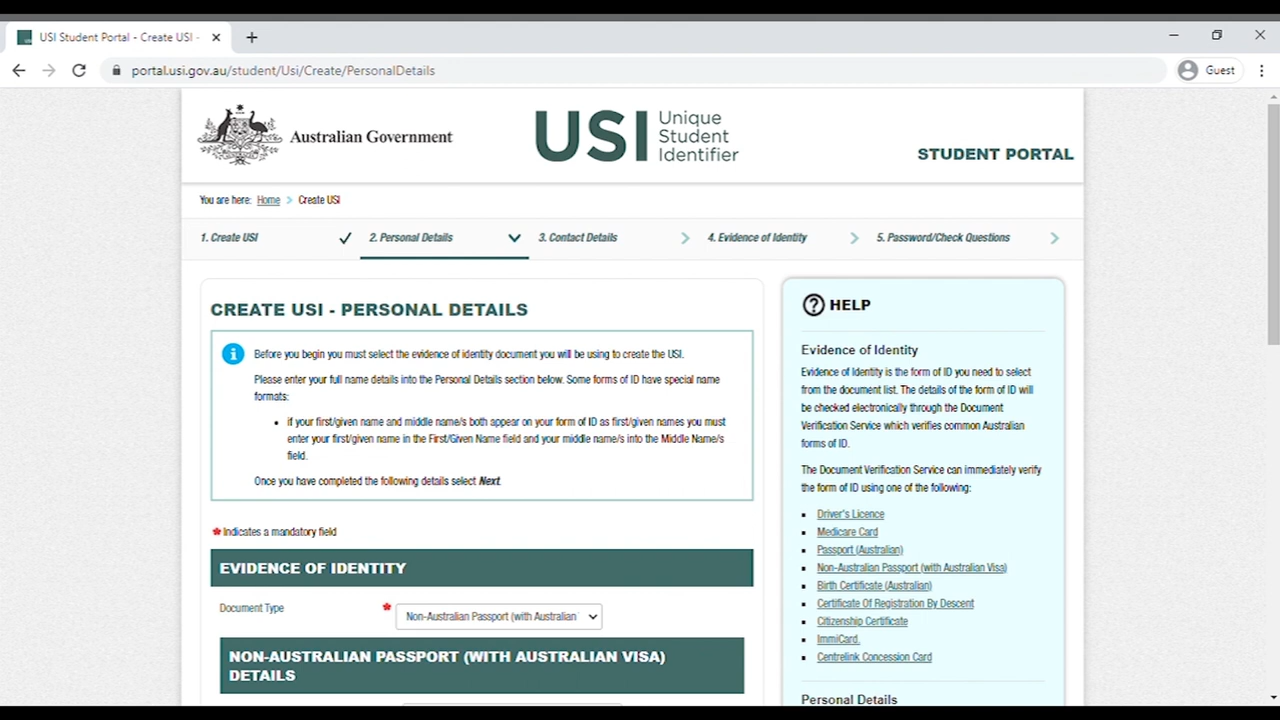 USI Student Portal - Create USI -
portal.usi.gov.au/student/Usi/Create/PersonalDetails
Guest
Australian Government
USI Unique
Student
Identifier
STUDENT PORTAL
You are here: Home > Create USI
1. Create USI
2. Personal Details
3. Contact Details
4. Evidence of Identity
5. Password/Check Questions
CREATE USI - PERSONAL DETAILS
Before you begin you must select the evidence of identity document you will be using to create the USI.
Please enter your full name details into the Personal Details section below. Some forms of ID have special name
formats:
• if your first/given name and middle name/s both appear on your form of ID as first/given names you must
enter your first/given name in the First/Given Name field and your middle name/s into the Middle Name/s
field.
Once you have completed the following details select Next.
* Indicates a mandatory field
EVIDENCE OF IDENTITY
Document Type * Non-Australian Passport (with Australian
NON-AUSTRALIAN PASSPORT (WITH AUSTRALIAN VISA)
DETAILS
? HELP
Evidence of Identity
Evidence of Identity is the form of ID you need to select
from the document list. The details of the form of ID will
be checked electronically through the Document
Verification Service which verifies common Australian
forms of ID.
The Document Verification Service can immediately verify
the form of ID using one of the following:
Driver's Licence
Medicare Card
Passport (Australian)
Non-Australian Passport (with Australian Visa)
Birth Certificate (Australian)
Certificate Of Registration By Descent
Citizenship Certificate
ImmiCard.
Centrelink Concession Card
Personal Details